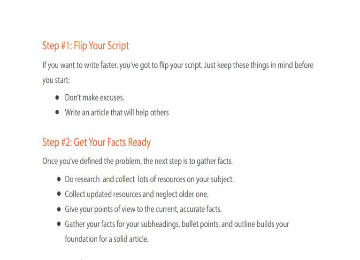 Step #1: Flip Your Script
If you want to write faster, you've got to flip your script. Just keep these things in mind before
you start:
● Don't make excuses.
● Write an article that will help others
Step #2: Get Your Facts Ready
Once you've defined the problem, the next step is to gather facts.
● Do research and collect lots of resources on your subject.
● Collect updated resources and neglect older one.
● Give your points of view to the current, accurate facts.
● Gather your facts for your subheadings, bullet points, and outline builds your
foundation for a solid article.